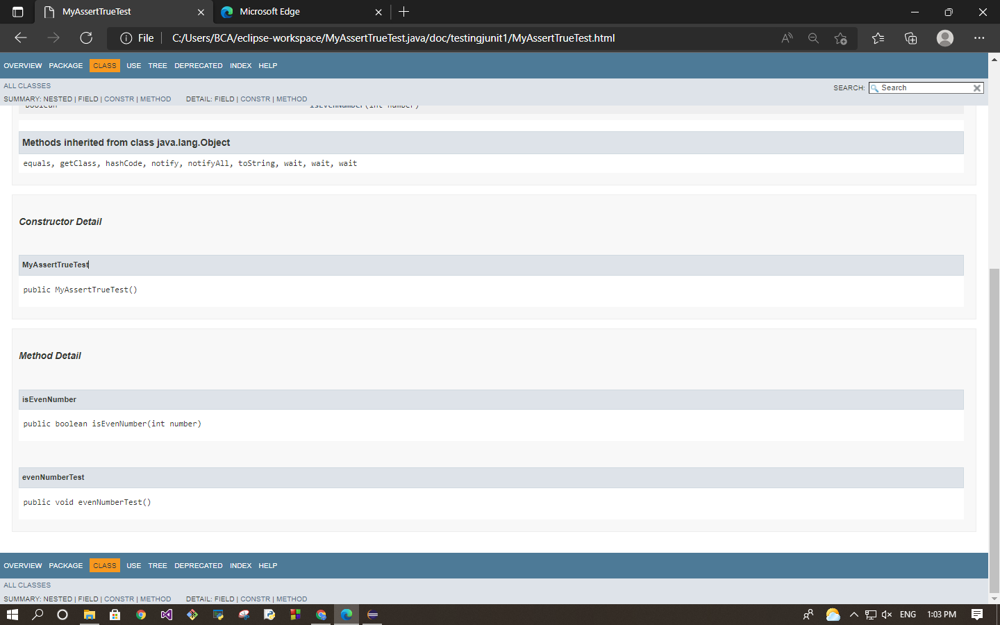 MyAssertTrueTest
Microsoft Edge
File
C:/Users/BCA/eclipse-workspace/MyAssertTrueTest.java/doc/testingjunit1/MyAssertTrueTest.html
OVERVIEW PACKAGE CLASS USE TREE DEPRECATED INDEX HELP
ALL CLASSES
SEARCH: Search
SUMMARY: NESTED | FIELD | CONSTR | METHOD DETAIL: FIELD | CONSTR | METHOD
boolean isEvenNumber(int number)
Methods inherited from class java.lang.Object
equals, getClass, hashCode, notify, notifyAll, toString, wait, wait, wait
Constructor Detail
MyAssertTrueTest
public MyAssertTrueTest()
Method Detail
isEvenNumber
public boolean isEvenNumber(int number)
evenNumberTest
public void evenNumberTest()
OVERVIEW PACKAGE CLASS USE TREE DEPRECATED INDEX HELP
ALL CLASSES
SUMMARY: NESTED | FIELD | CONSTR | METHOD DETAIL: FIELD | CONSTR | METHOD
ENG 1:03 PM